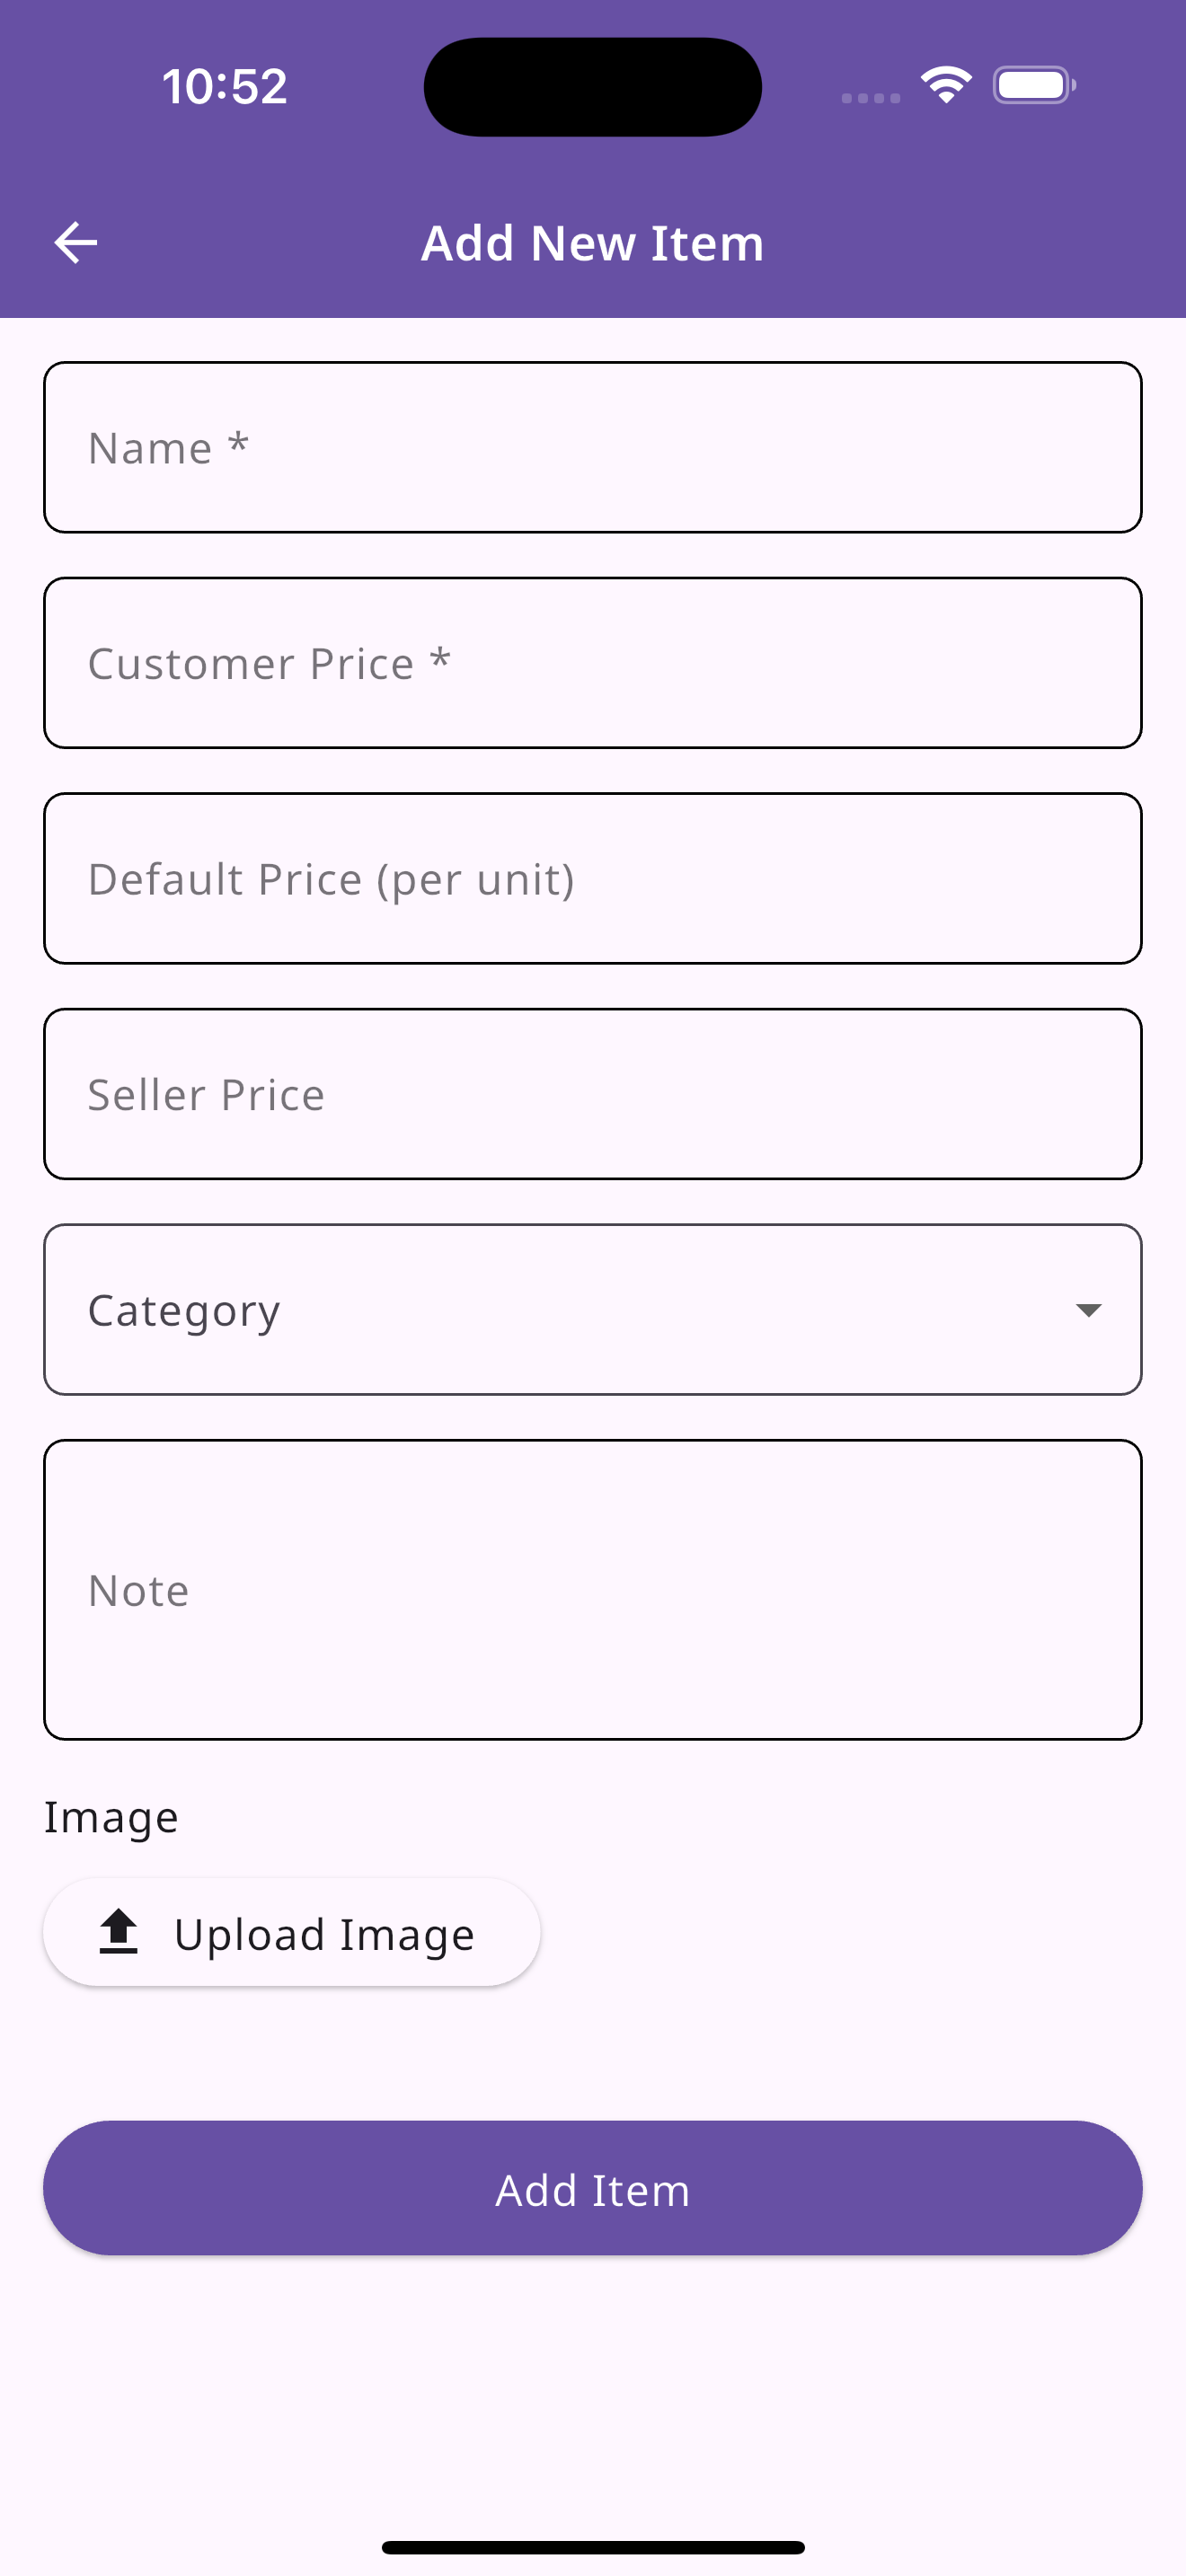 10:52
Add New Item
Name *
Customer Price *
Default Price (per unit)
Seller Price
Category
Note
Image
Upload Image
Add Item